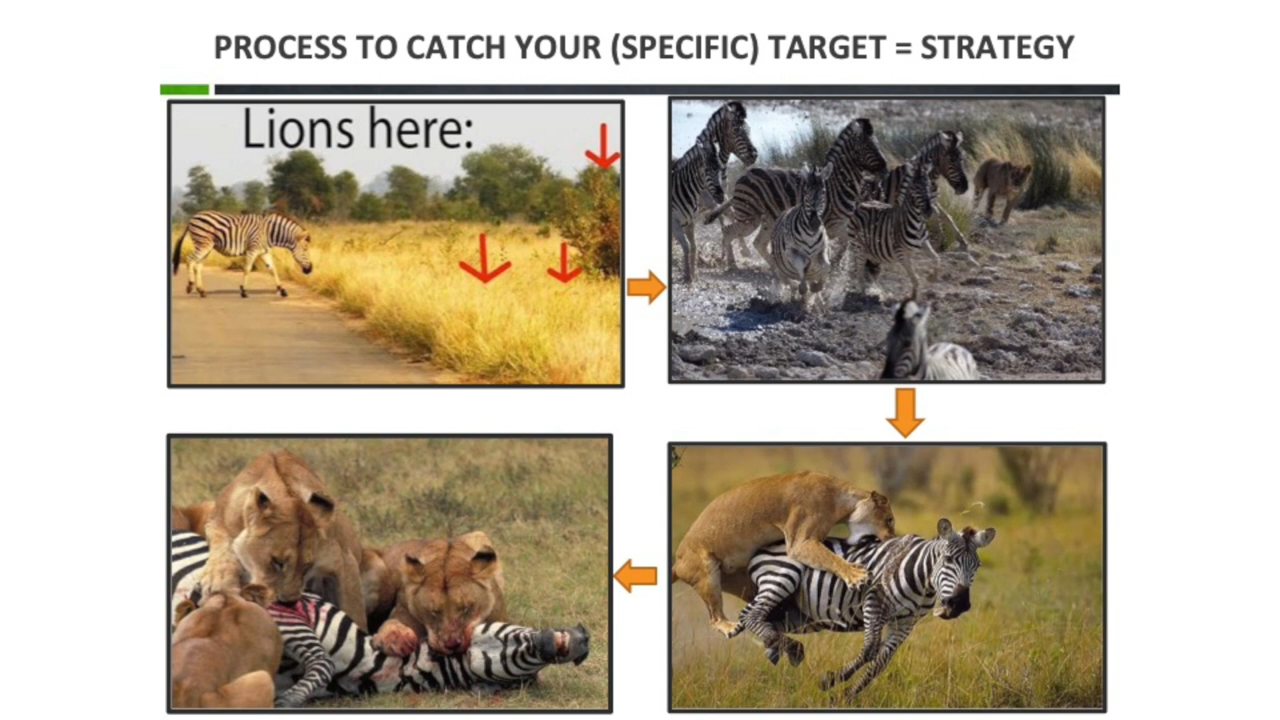 PROCESS TO CATCH YOUR (SPECIFIC) TARGET = STRATEGY
Lions here: